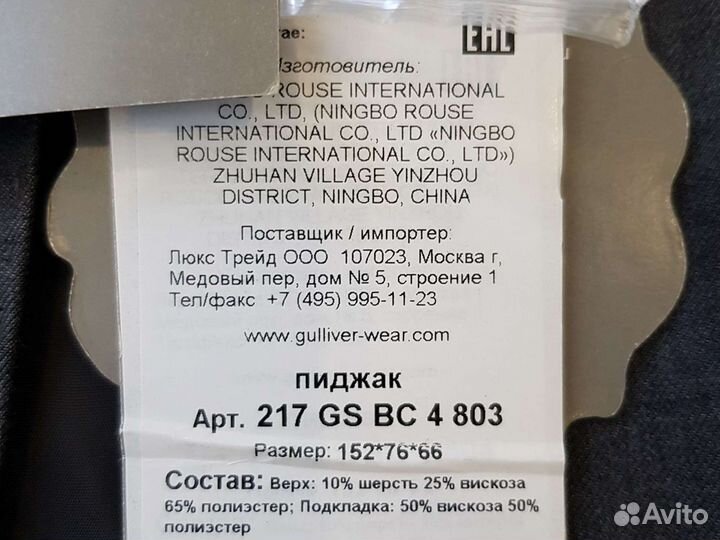 EAC
Изготовитель:
ROUSE INTERNATIONAL
CO., LTD, (NINGBO ROUSE
INTERNATIONAL CO., LTD «NINGBO
ROUSE INTERNATIONAL CO., LTD»)
ZHUHAN VILLAGE YINZHOU
DISTRICT, NINGBO, CHINA
Поставщик / импортер:
Люкс Трейд ООО 107023, Москва г,
Медовый пер, дом № 5, строение 1
Тел/факс +7 (495) 995-11-23
www.gulliver-wear.com
пиджак
Арт. 217 GS BC 4 803
Размер: 152*76*66
Состав: Верх: 10% шерсть 25% вискоза
65% полиэстер; Подкладка: 50% вискоза 50%
полиэстер
Avito